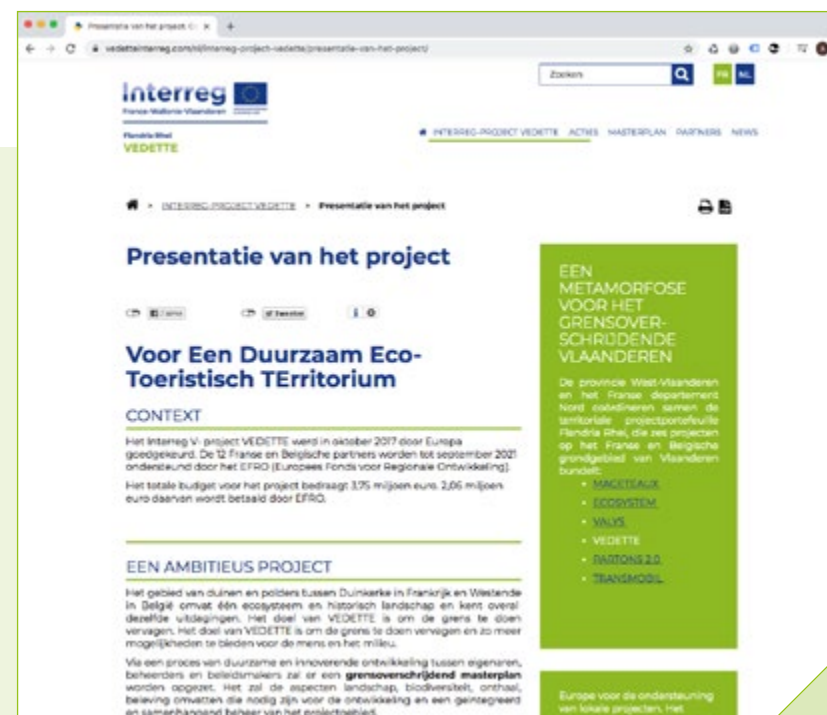 Presentatie van het project
vedetteinterreg.com/nl/interreg-project-vedette/presentatie-van-het-project/
Zoeken
FR NL
Interreg
France-Wallonie-Vlaanderen
Flandria Rhei
VEDETTE
INTERREG-PROJECT VEDETTE ACTIES MASTERPLAN PARTNERS NEWS
INTERREG-PROJECT VEDETTE > Presentatie van het project
Presentatie van het project
Tweeter
Voor Een Duurzaam Eco-
Toeristisch TErritorium
CONTEXT
Het Interreg V- project VEDETTE werd in oktober 2017 door Europa
goedgekeurd. De 12 Franse en Belgische partners worden tot september 2021
ondersteund door het EFRO (Europees Fonds voor Regionale Ontwikkeling).
Het totale budget voor het project bedraagt 3,75 miljoen euro. 2,06 miljoen
euro daarvan wordt betaald door EFRO.
EEN AMBITIEUS PROJECT
Het gebied van duinen en polders tussen Duinkerke in Frankrijk en Westende
in België omvat één ecosysteem en historisch landschap en kent overal
dezelfde uitdagingen. Het doel van VEDETTE is om de grens te doen
vervagen. Het doel van VEDETTE is om de grens te doen vervagen en zo meer
mogelijkheden te bieden voor de mens en het milieu.
Via een proces van duurzame en innoverende ontwikkeling tussen eigenaren,
beheerders en beleidsmakers zal er een grensoverschrijdend masterplan
worden opgezet. Het zal de aspecten landschap, biodiversiteit, onthaal,
beleving omvatten die nodig zijn voor de ontwikkeling en een geïntegreerd
en samenhangend beheer van het projectgebied.
EEN
METAMORFOSE
VOOR HET
GRENSOVER-
SCHRIJDENDE
VLAANDEREN
De provincie West-Vlaanderen
en het Franse departement
Nord coördineren samen de
territoriale projectportefeuille
Flandria Rhei, die zes projecten
op het Franse en Belgische
grondgebied van Vlaanderen
bundelt:
MAGETEAUX
ECOSYSTEM
VALYS
VEDETTE
PARTONS 2.0
TRANSMOBIL
Europe voor de ondersteuning
van lokale projecten. Het